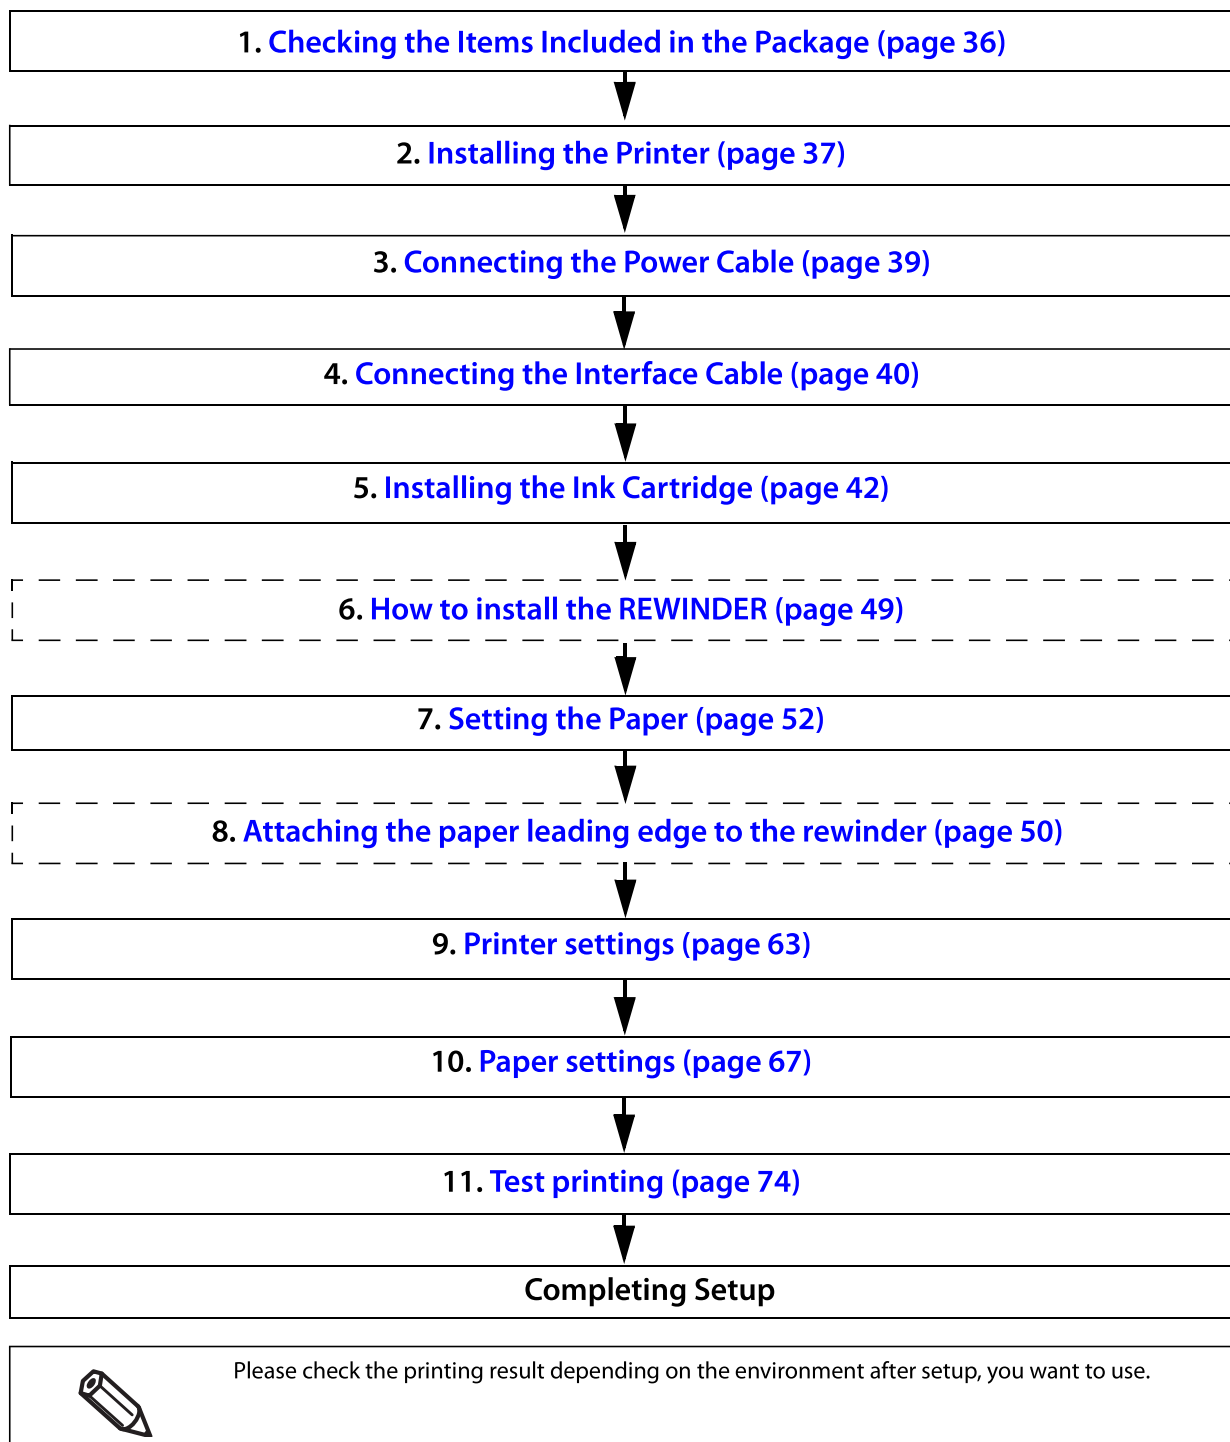 1. Checking the Items Included in the Package (page 36)
2. Installing the Printer (page 37)
3. Connecting the Power Cable (page 39)
4. Connecting the Interface Cable (page 40)
5. Installing the Ink Cartridge (page 42)
6. How to install the REWINDER (page 49)
7. Setting the Paper (page 52)
8. Attaching the paper leading edge to the rewinder (page 50)
9. Printer settings (page 63)
10. Paper settings (page 67)
11. Test printing (page 74)
Completing Setup
Please check the printing result depending on the environment after setup, you want to use.